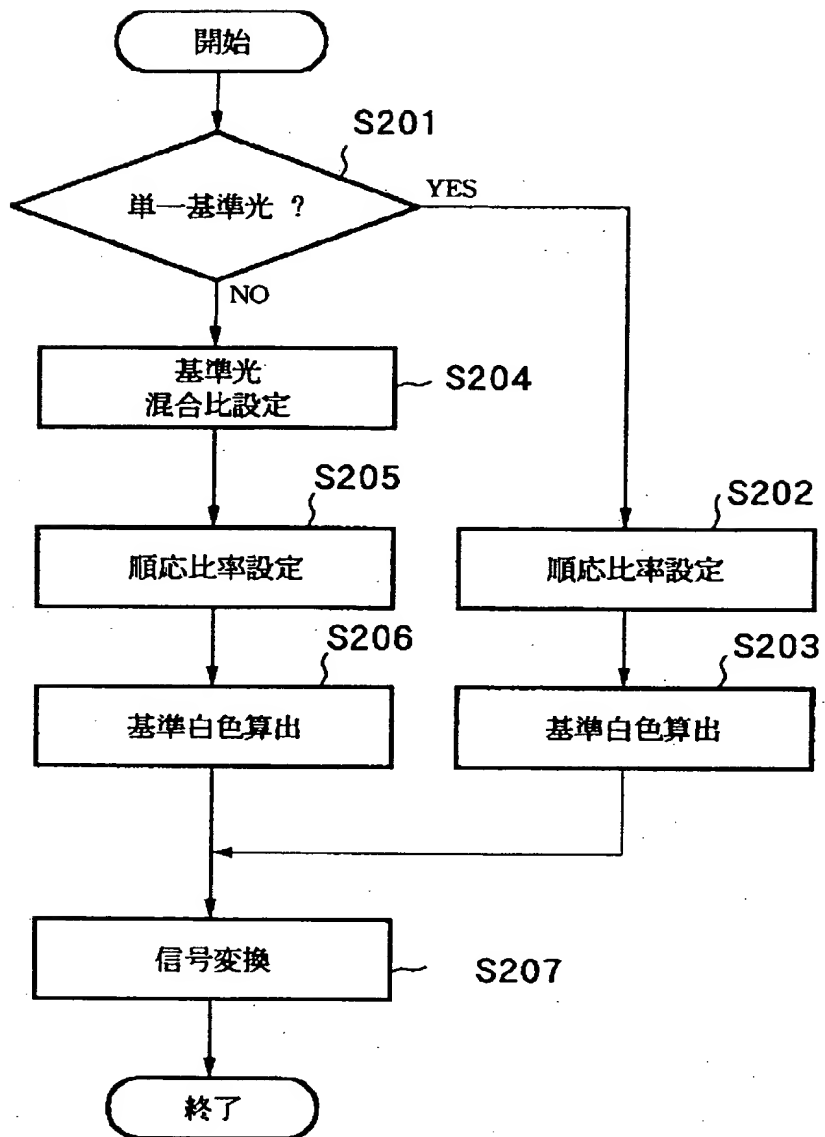 開始
S201
単一基準光 ?
YES
NO
基準光
混合比設定
S204
S205
順応比率設定
S202
順応比率設定
S206
基準白色算出
S203
基準白色算出
信号変換
S207
終了